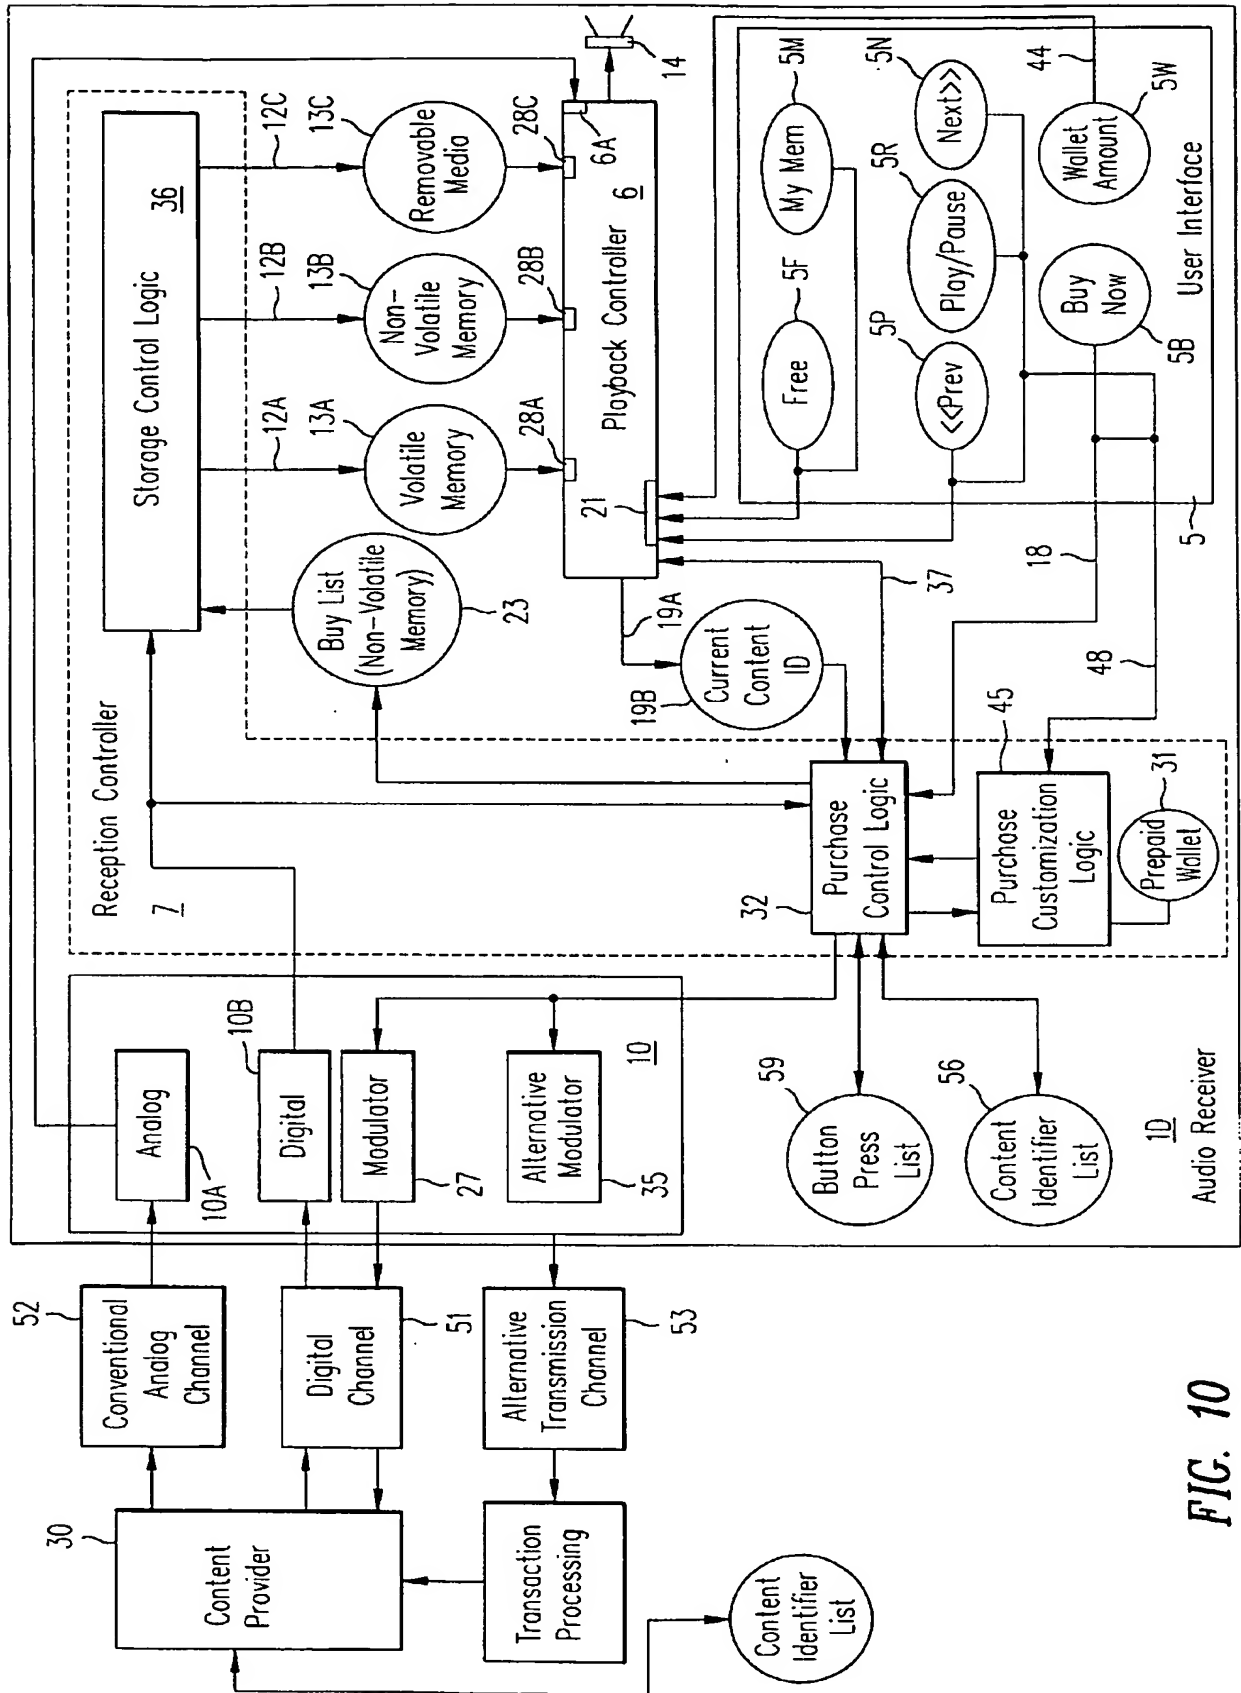 FIG. 10
30
Content
Provider
Transaction
Processing
Content
Identifier
List
52
Conventional
Analog
Channel
Digital
Channel
51
Alternative
Transmission
Channel
53
Analog
10A
10B
Digital
Modulator
27
Alternative
Modulator
35
10
59
Button
Press
List
56
Content
Identifier
List
1D
Audio Receiver
Reception Controller
7
Storage Control Logic
36
12A
12B
12C
13A
Volatile
Memory
13B
Non-
Volatile
Memory
13C
Removable
Media
Buy List
(Non-Volatile
Memory)
23
28A
28B
28C
6A
Playback Controller
6
14
21
19A
19B
Current
Content
ID
37
32
Purchase
Control Logic
45
Purchase
Customization
Logic
31
Prepaid
Wallet
18
48
5
5F
Free
5M
My Mem
5P
<<Prev
5R
Play/Pause
5N
Next>>
Buy
Now
5B
Wallet
Amount
5W
44
User Interface